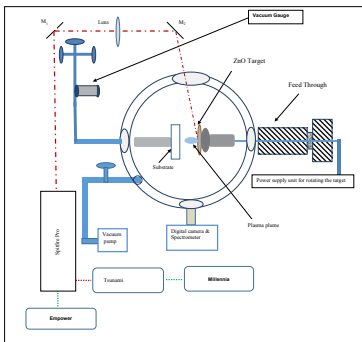 Vacuum Gauge
M1
Lens
M2
ZnO Target
Feed Through
Substrate
Power supply unit for rotating the target
Plasma plume
Spitfire Pro
Vacuum
pump
Digital camera &
Spectrometer
Tsunami
Millennia
Empower